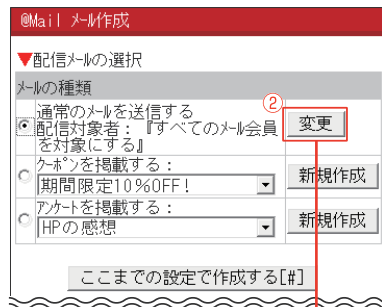 @Mail メール作成
▼配信メールの選択
メールの種類
通常のメールを送信する
配信対象者：『すべてのメール会員
を対象にする』
②
変更
クーポンを掲載する：
期間限定10%OFF！
新規作成
アンケートを掲載する：
HPの感想
新規作成
ここまでの設定で作成する[#]